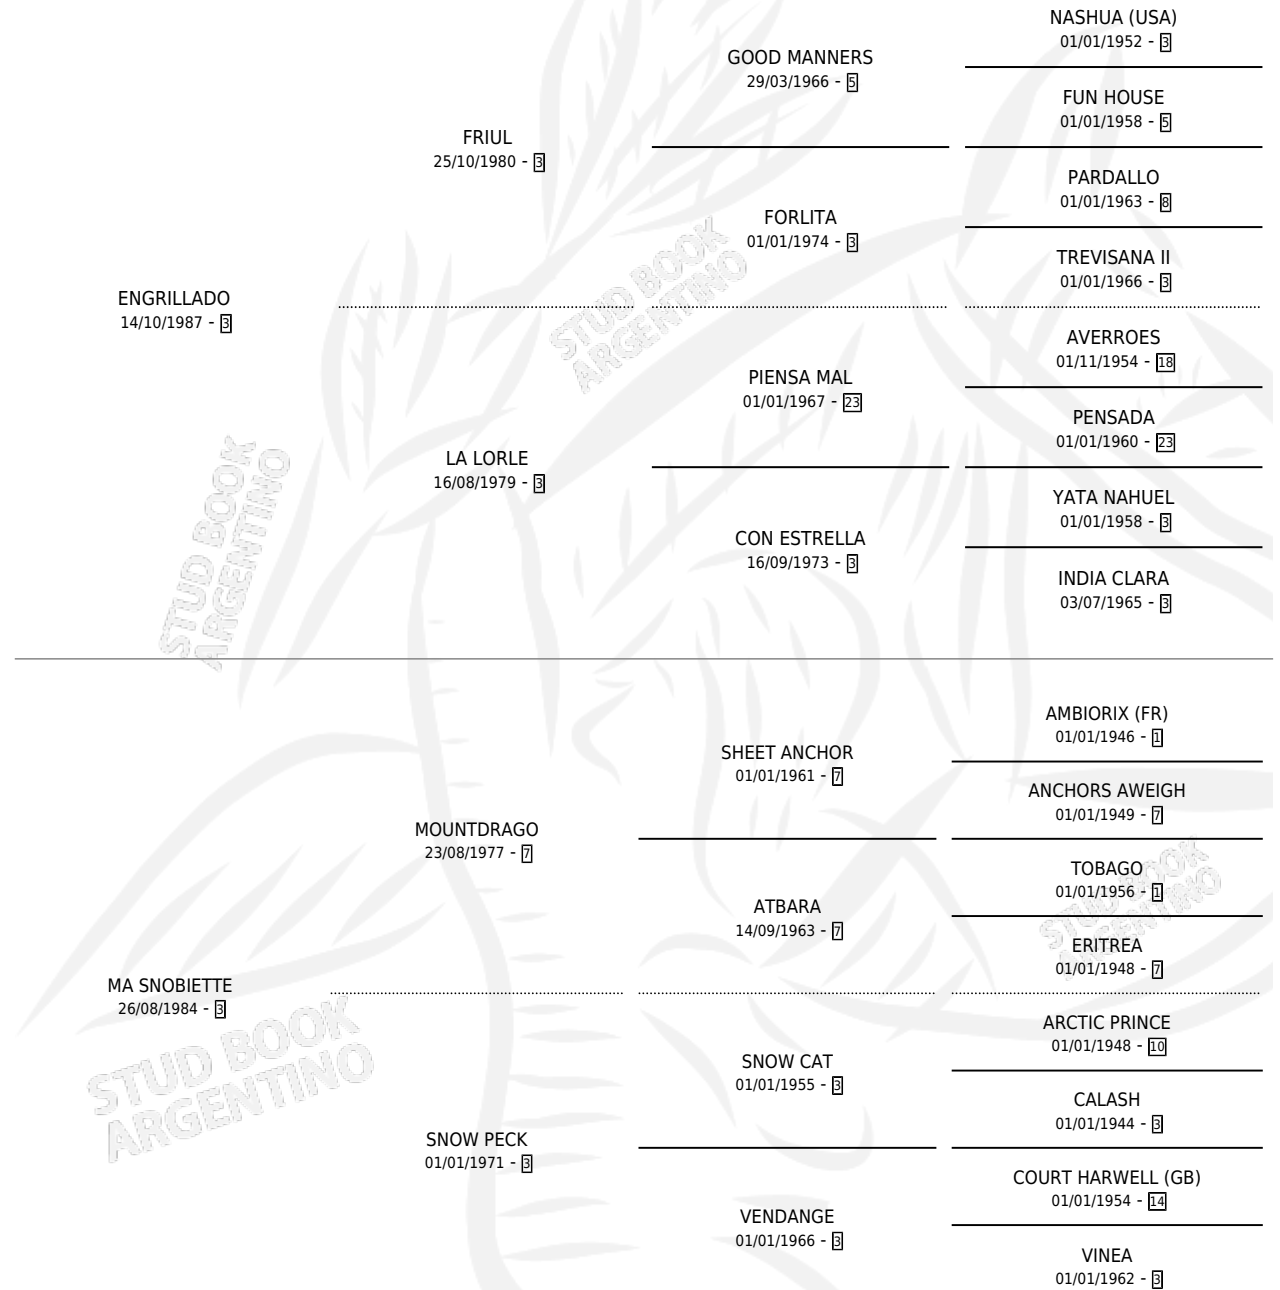 NASHUA (USA)
01/01/1952 - 3
GOOD MANNERS
29/03/1966 - 5
FUN HOUSE
01/01/1958 - 5
FRIUL
25/10/1980 - 3
PARDALLO
01/01/1963 - 8
FORLITA
01/01/1974 - 3
TREVISANA II
01/01/1966 - 3
ENGRILLADO
14/10/1987 - 3
AVERROES
01/11/1954 - 18
PIENSA MAL
01/01/1967 - 23
PENSADA
01/01/1960 - 23
LA LORLE
16/08/1979 - 3
YATA NAHUEL
01/01/1958 - 3
CON ESTRELLA
16/09/1973 - 3
INDIA CLARA
03/07/1965 - 3
AMBIORIX (FR)
01/01/1946 - 1
SHEET ANCHOR
01/01/1961 - 7
ANCHORS AWEIGH
01/01/1949 - 7
MOUNTDRAGO
23/08/1977 - 7
TOBAGO
01/01/1956 - 1
ATBARA
14/09/1963 - 7
ERITREA
01/01/1948 - 7
MA SNOBIETTE
26/08/1984 - 3
ARCTIC PRINCE
01/01/1948 - 10
SNOW CAT
01/01/1955 - 3
CALASH
01/01/1944 - 3
SNOW PECK
01/01/1971 - 3
COURT HARWELL (GB)
01/01/1954 - 14
VENDANGE
01/01/1966 - 3
VINEA
01/01/1962 - 3
STUD BOOK
ARGENTINO
STUD BOOK
ARGENTINO
STUD BOOK
ARGENTINO
STUD BOOK
ARGENTINO